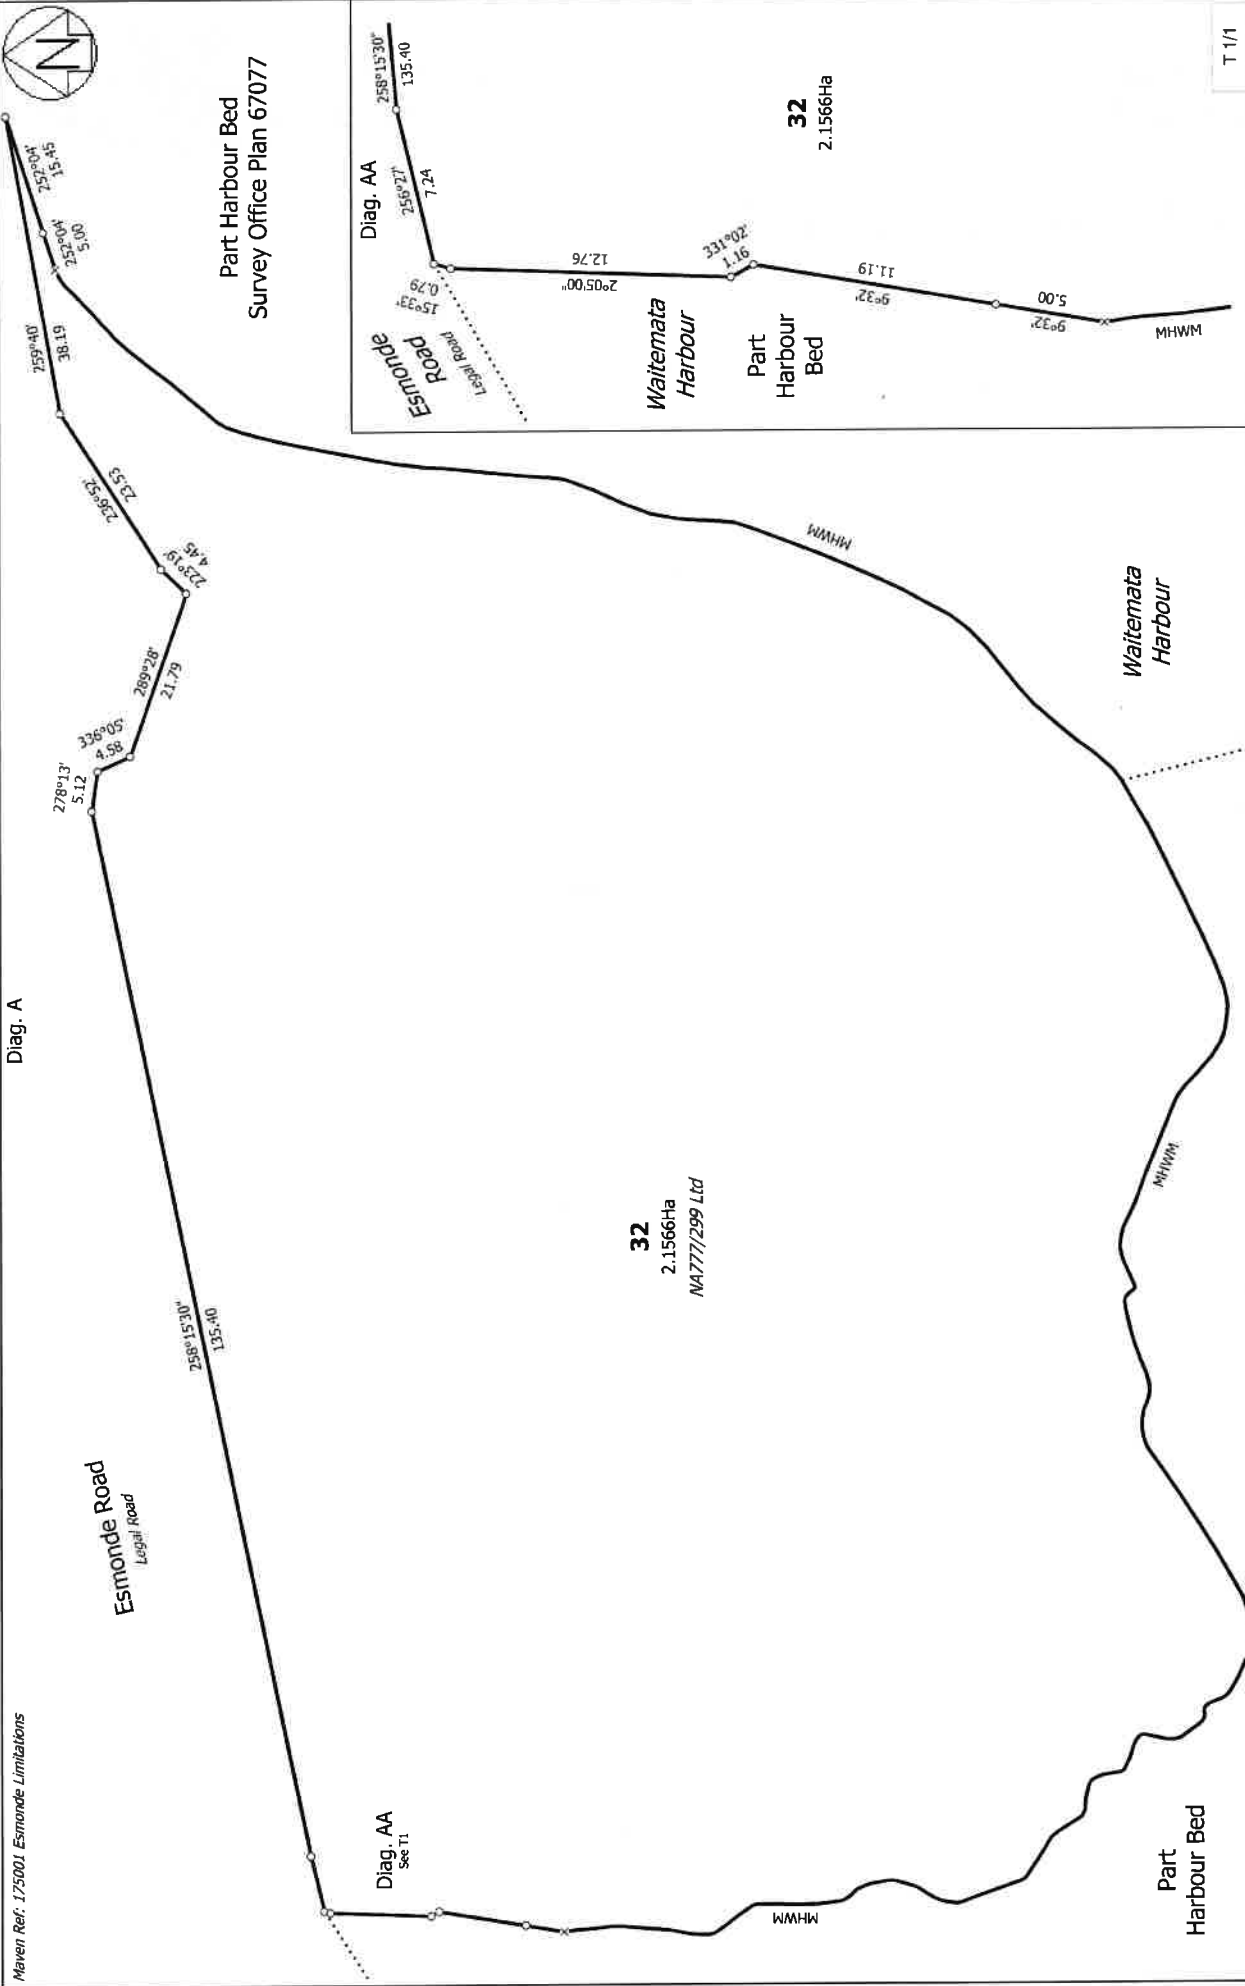 Maven Ref: 175001 Esmonde Limitations
Diag. A
N
Esmonde Road
Legal Road
258°15'30"
135.40
278°13'
5.12
336°05'
4.58
289°28'
21.79
223°19'
4.45
236°52'
23.53
259°40'
38.19
252°04'
15.45
252°04'
5.00
Part Harbour Bed
Survey Office Plan 67077
Diag. AA
See T1
32
2.1566Ha
NA777/299 Ltd
MHWM
MHWM
MHWM
Waitemata
Harbour
Part
Harbour Bed
Diag. AA
258°15'30"
135.40
256°27'
7.24
15°33'
0.79
Esmonde
Road
Legal Road
12.76
2°05'00"
331°02'
1.16
11.19
9°32'
5.00
9°32'
MHWM
Waitemata
Harbour
Part
Harbour
Bed
32
2.1566Ha
T 1/1